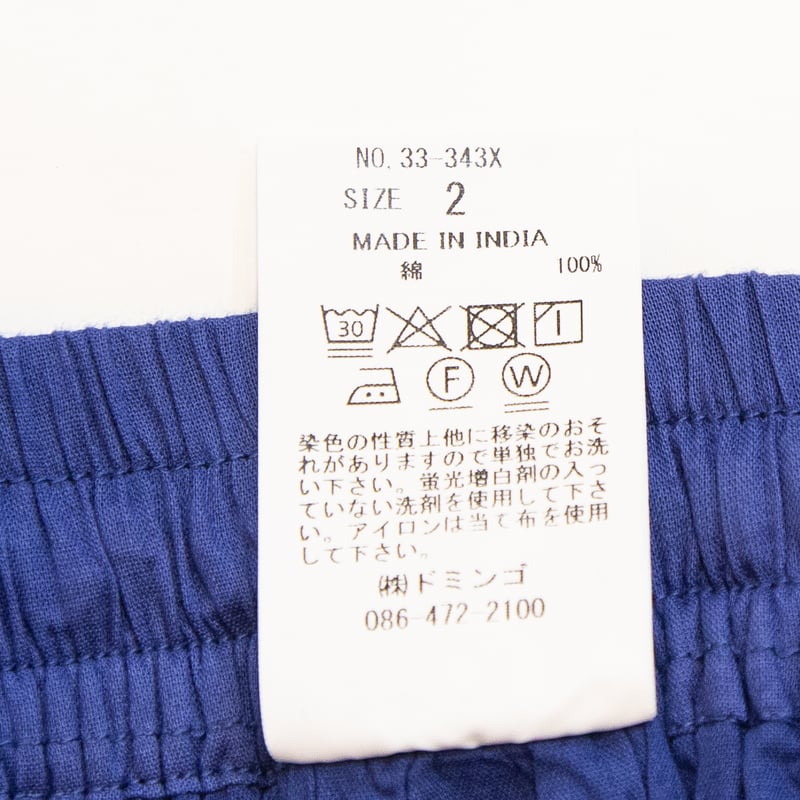 NO. 33-343X
SIZE 2
MADE IN INDIA
綿 100%
30
F W
染色の性質上他に移染のおそ
れがありますので単独でお洗
い下さい。蛍光増白剤の入っ
ていない洗剤を使用して下さ
い。アイロンは当て布を使用
して下さい。
㈱ドミンゴ
086-472-2100